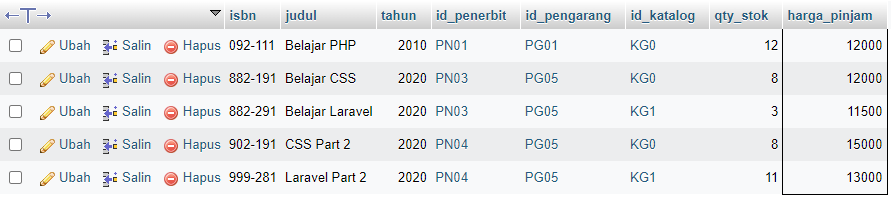 isbn judul tahun id_penerbit id_pengarang id_katalog qty_stok harga_pinjam
Ubah Salin Hapus 092-111 Belajar PHP 2010 PN01 PG01 KG0 12 12000
Ubah Salin Hapus 882-191 Belajar CSS 2020 PN03 PG05 KG0 8 12000
Ubah Salin Hapus 882-291 Belajar Laravel 2020 PN03 PG05 KG1 3 11500
Ubah Salin Hapus 902-191 CSS Part 2 2020 PN04 PG05 KG0 8 15000
Ubah Salin Hapus 999-281 Laravel Part 2 2020 PN04 PG05 KG1 11 13000